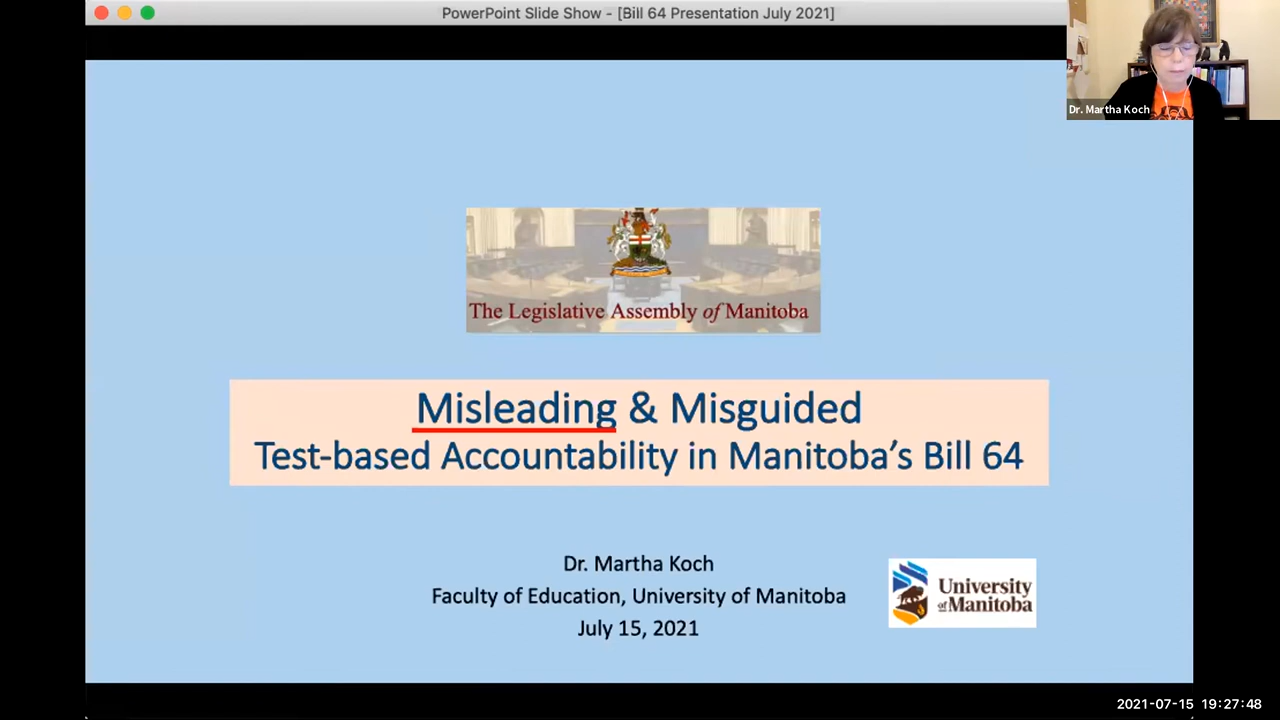 PowerPoint Slide Show - [Bill 64 Presentation July 2021]
Dr. Martha Koch
The Legislative Assembly of Manitoba
Misleading & Misguided
Test-based Accountability in Manitoba’s Bill 64
Dr. Martha Koch
Faculty of Education, University of Manitoba
July 15, 2021
University
of Manitoba
2021-07-15 19:27:48